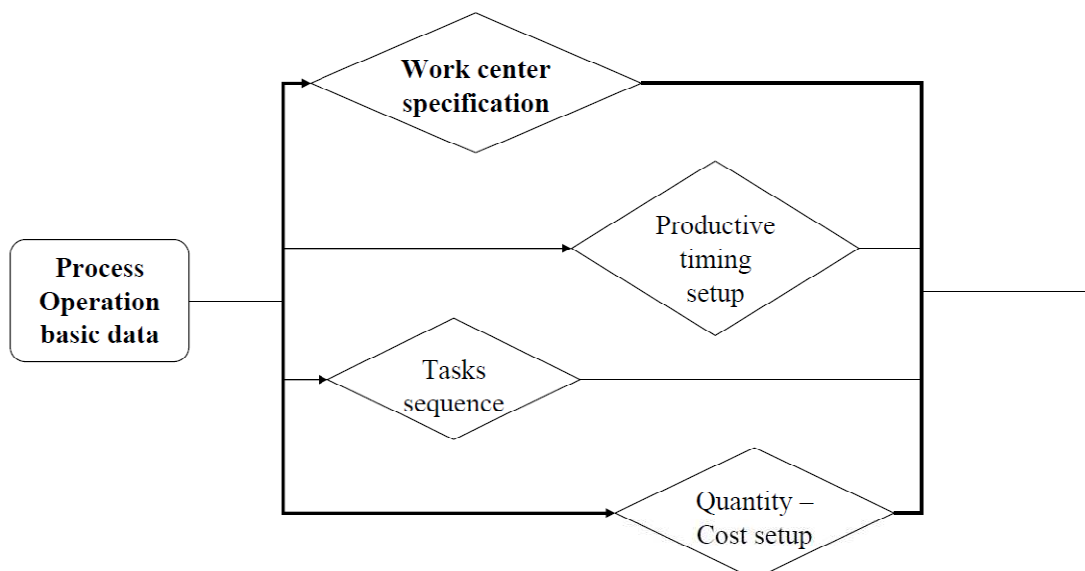 Work center
specification
Productive
timing
setup
Process
Operation
basic data
Tasks
sequence
Quantity –
Cost setup